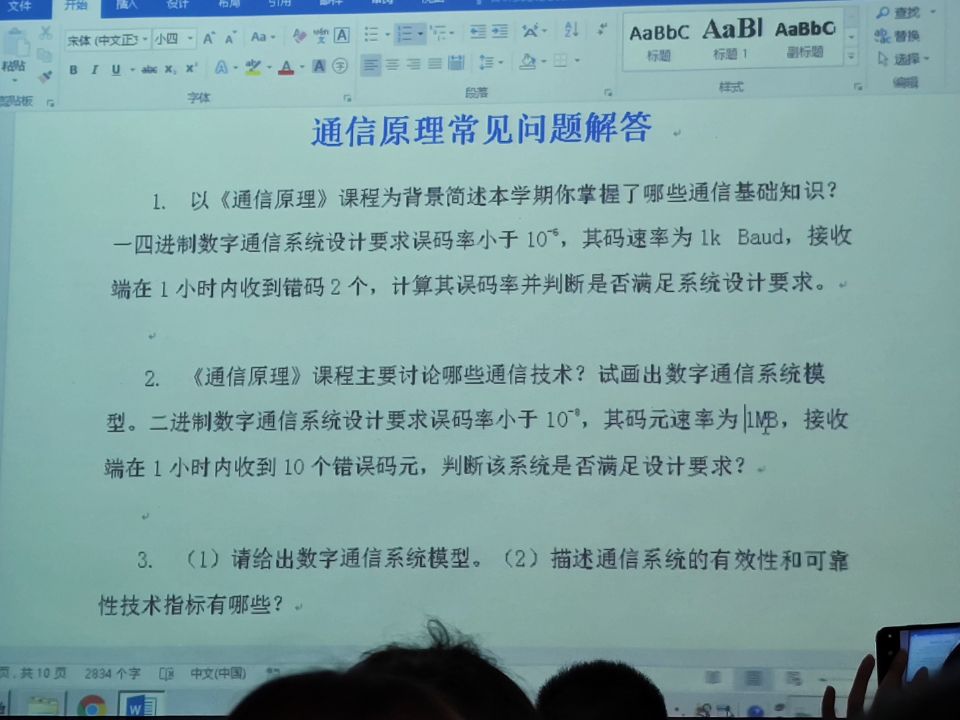 文件 开始 插入 设计 布局 引用 邮件 审阅 视图
宋体 (中文正 小四
粘贴
AaBbC AaBl AaBbC
标题 标题 1 副标题
查找
替换
选择
剪贴板 字体 段落 样式 编辑
通信原理常见问题解答
1. 以《通信原理》课程为背景简述本学期你掌握了哪些通信基础知识？
一四进制数字通信系统设计要求误码率小于 10⁻⁶，其码速率为 1k Baud，接收
端在 1 小时内收到错码 2 个，计算其误码率并判断是否满足系统设计要求。
2. 《通信原理》课程主要讨论哪些通信技术？试画出数字通信系统模
型。二进制数字通信系统设计要求误码率小于 10⁻⁸，其码元速率为 1MB，接收
端在 1 小时内收到 10 个错误码元，判断该系统是否满足设计要求？
3. （1）请给出数字通信系统模型。（2）描述通信系统的有效性和可靠
性技术指标有哪些？
页，共 10 页 2834 个字 中文(中国)